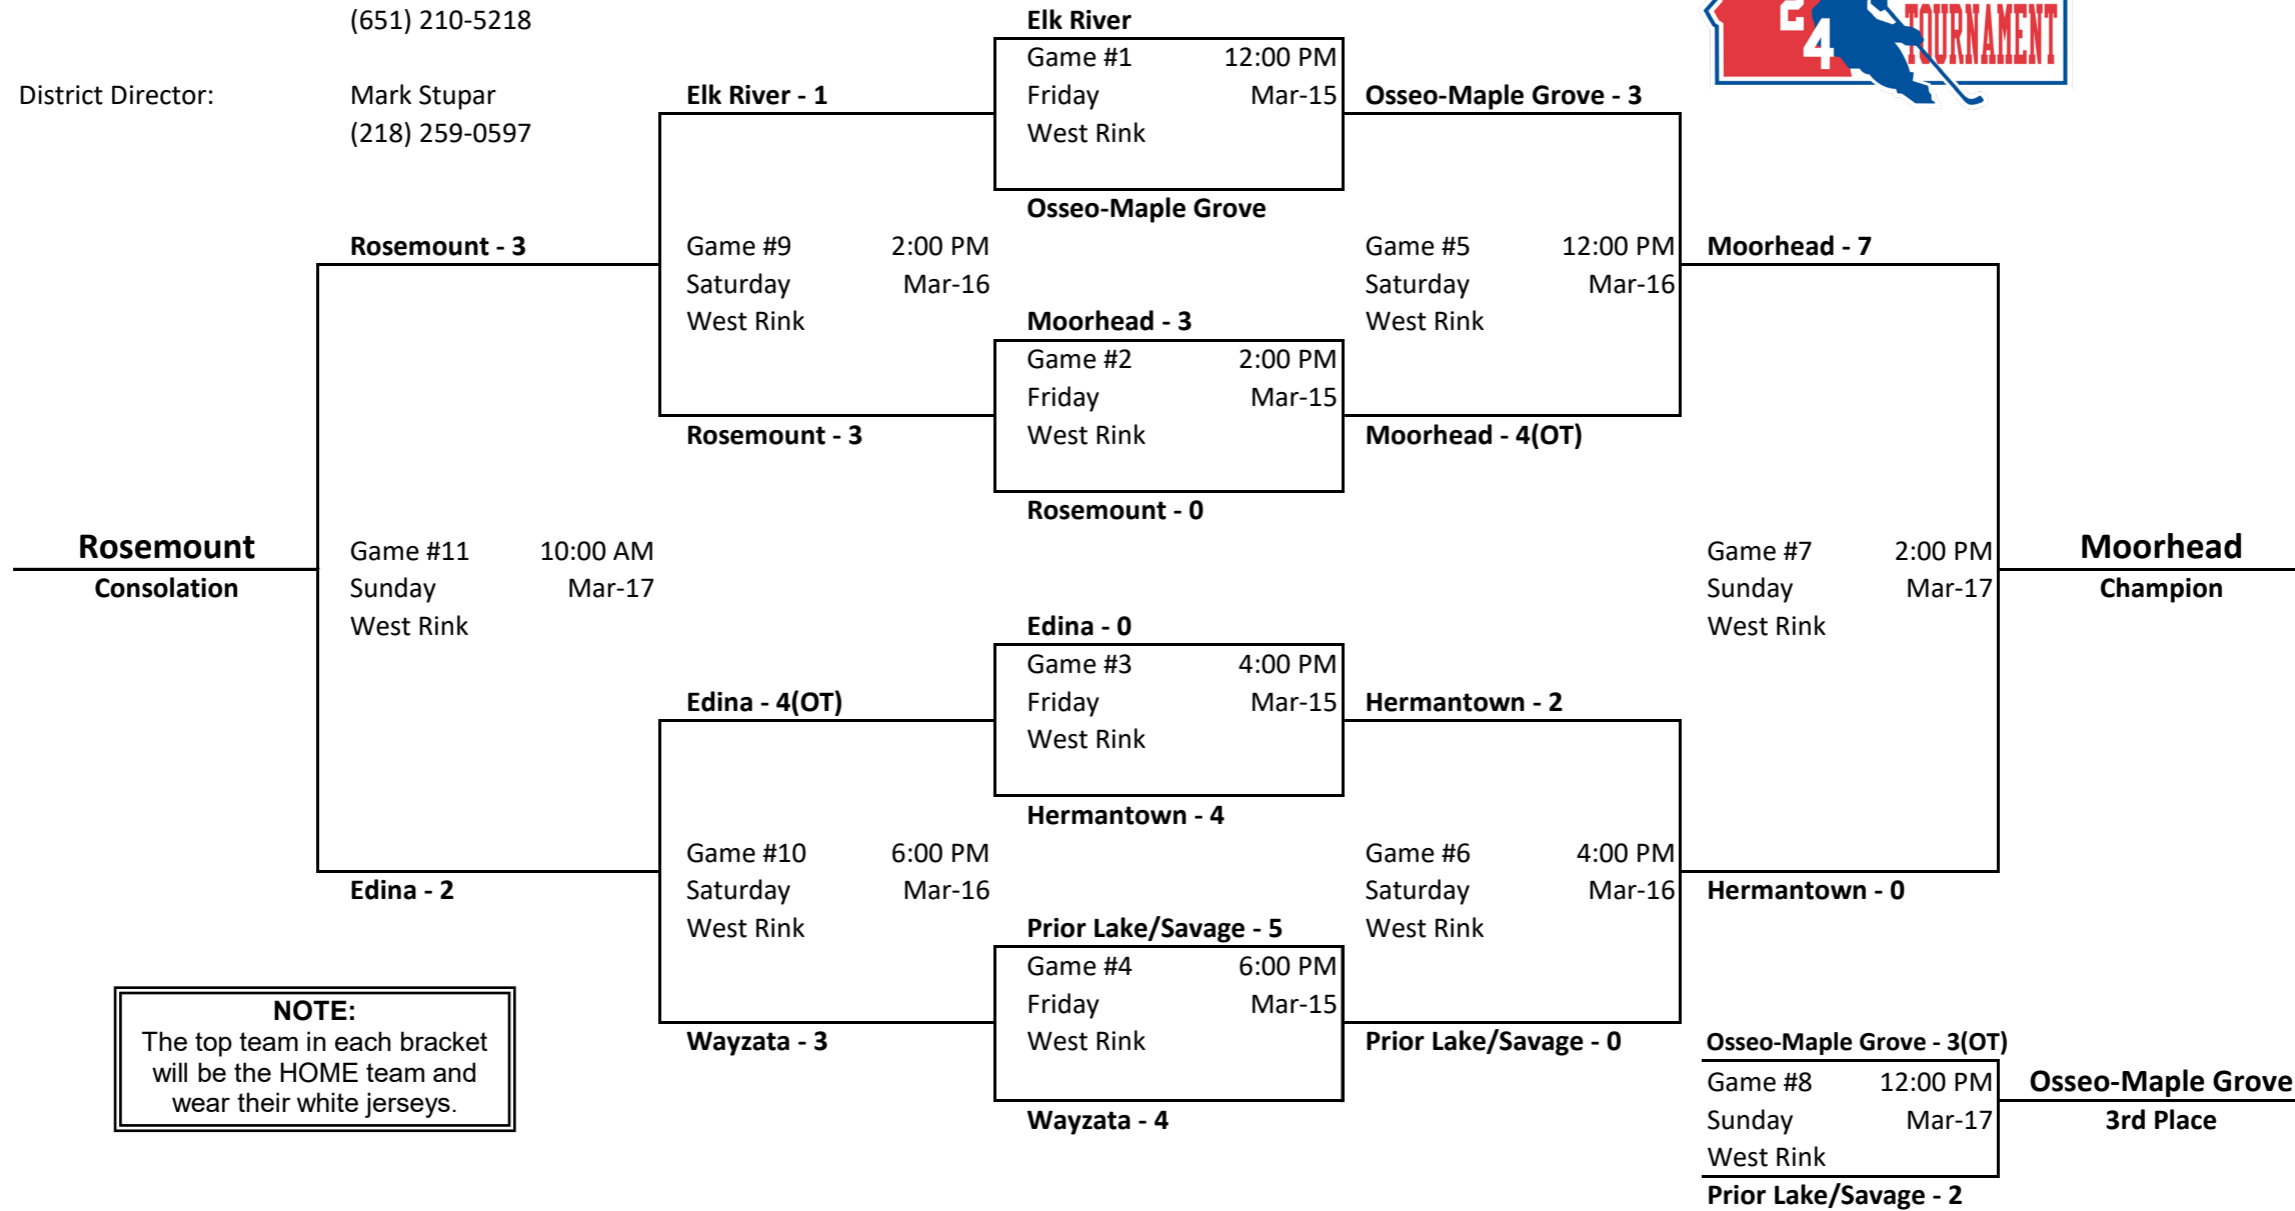 (651) 210-5218
District Director:
Mark Stupar
(218) 259-0597
Elk River
Game #1 12:00 PM
Friday Mar-15
West Rink
Osseo-Maple Grove
24
TOURNAMENT
Elk River - 1
Osseo-Maple Grove - 3
Rosemount - 3
Game #9 2:00 PM
Saturday Mar-16
West Rink
Moorhead - 3
Game #2 2:00 PM
Friday Mar-15
West Rink
Rosemount - 0
Game #5 12:00 PM
Saturday Mar-16
West Rink
Moorhead - 7
Rosemount - 3
Moorhead - 4(OT)
Rosemount
Consolation
Game #11 10:00 AM
Sunday Mar-17
West Rink
Game #7 2:00 PM
Sunday Mar-17
West Rink
Moorhead
Champion
Edina - 0
Game #3 4:00 PM
Friday Mar-15
West Rink
Hermantown - 4
Edina - 4(OT)
Hermantown - 2
Edina - 2
Game #10 6:00 PM
Saturday Mar-16
West Rink
Prior Lake/Savage - 5
Game #4 6:00 PM
Friday Mar-15
West Rink
Wayzata - 4
Game #6 4:00 PM
Saturday Mar-16
West Rink
Hermantown - 0
Wayzata - 3
Prior Lake/Savage - 0
NOTE:
The top team in each bracket
will be the HOME team and
wear their white jerseys.
Osseo-Maple Grove - 3(OT)
Game #8 12:00 PM
Sunday Mar-17
West Rink
Prior Lake/Savage - 2
Osseo-Maple Grove
3rd Place